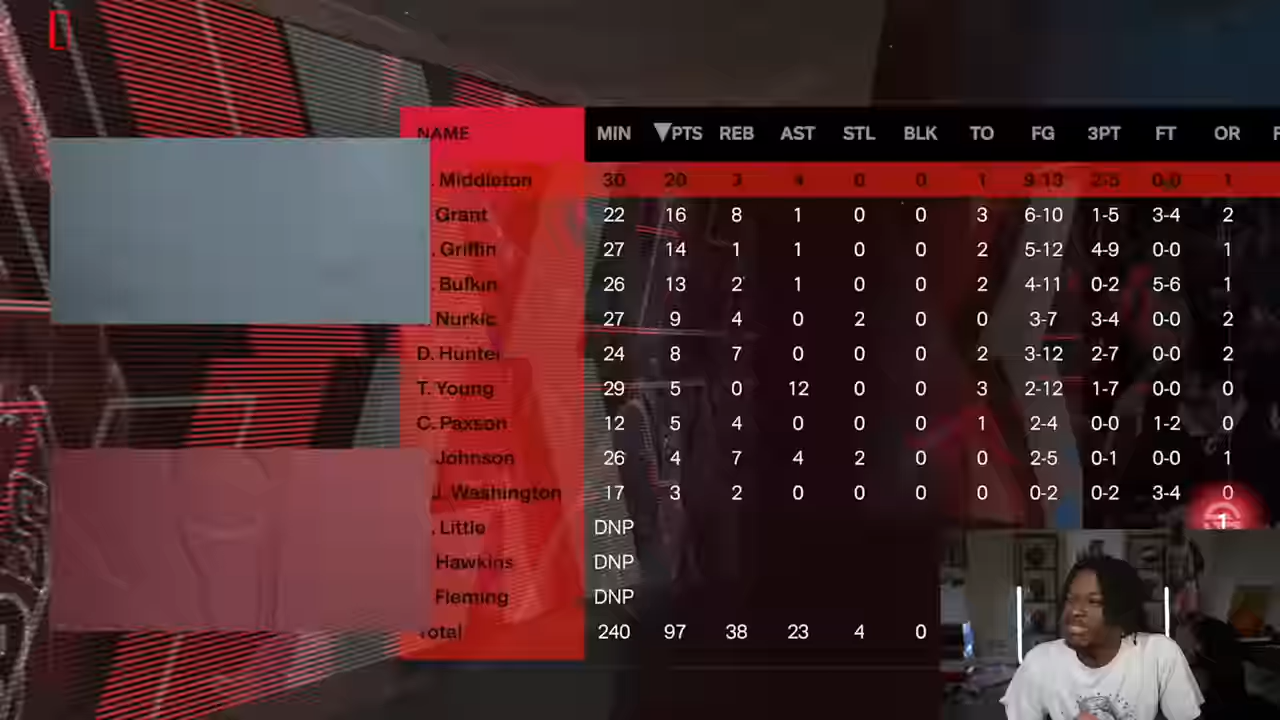 NAME MIN ▼PTS REB AST STL BLK TO FG 3PT FT OR
. Middleton 30 20 3 4 0 0 1 9-13 2-5 0-0 1
Grant 22 16 8 1 0 0 3 6-10 1-5 3-4 2
. Griffin 27 14 1 1 0 0 2 5-12 4-9 0-0 1
. Bufkin 26 13 2 1 0 0 2 4-11 0-2 5-6 1
Nurkic 27 9 4 0 2 0 0 3-7 3-4 0-0 2
D. Hunter 24 8 7 0 0 0 2 3-12 2-7 0-0 2
T. Young 29 5 0 12 0 0 3 2-12 1-7 0-0 0
C. Paxson 12 5 4 0 0 0 1 2-4 0-0 1-2 0
. Johnson 26 4 7 4 2 0 0 2-5 0-1 0-0 1
J. Washington 17 3 2 0 0 0 0 0-2 0-2 3-4 0
. Little DNP 1
Hawkins DNP
Fleming DNP
Total 240 97 38 23 4 0